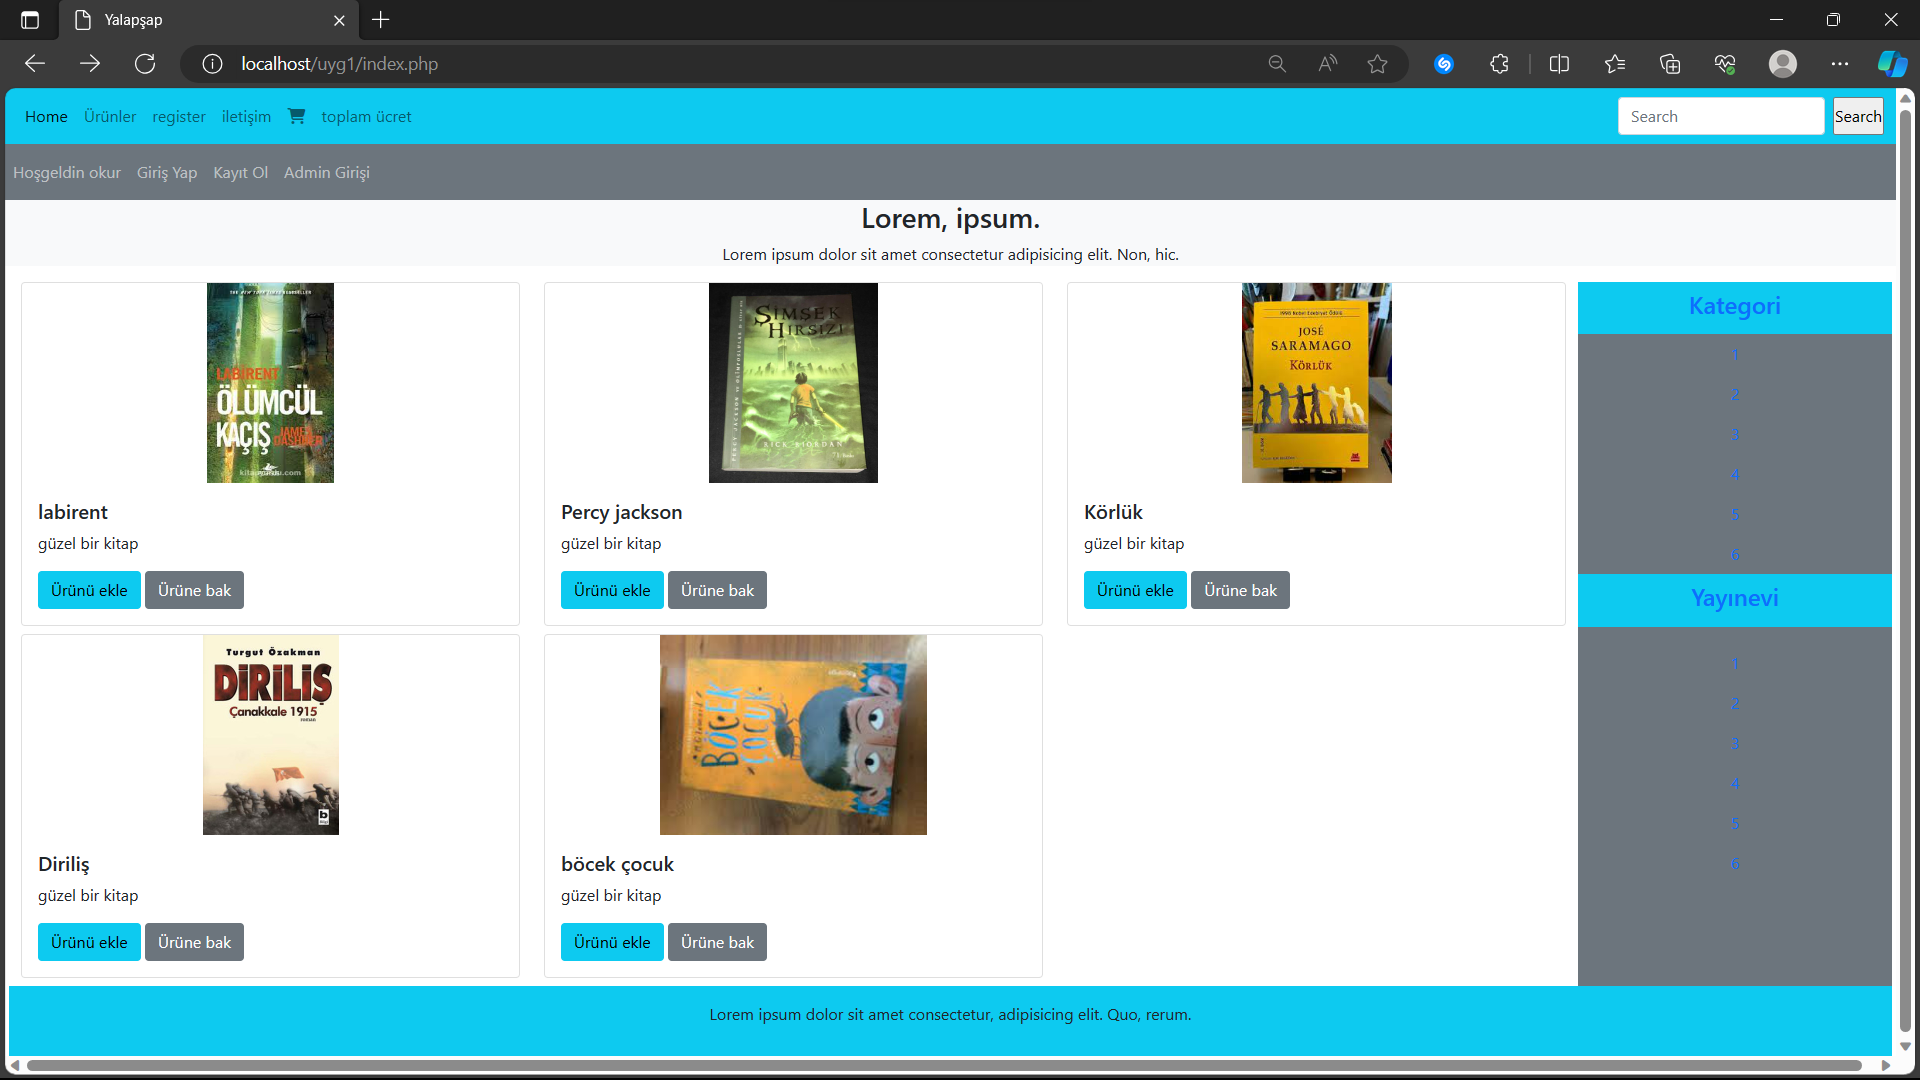 Yalapşap
localhost/uyg1/index.php
Home Ürünler register iletişim toplam ücret Search Search
Hoşgeldin okur Giriş Yap Kayıt Ol Admin Girişi
Lorem, ipsum.
Lorem ipsum dolor sit amet consectetur adipisicing elit. Non, hic.
LABIRENT
ÖLÜMCÜL
KAÇIŞ
JAMES
DASHNER
labirent
güzel bir kitap
Ürünü ekle Ürüne bak
ŞİMŞEK
HIRSIZI
RICK RIORDAN
Percy jackson
güzel bir kitap
Ürünü ekle Ürüne bak
1998 Nobel Edebiyat Ödülü
JOSÉ
SARAMAGO
KÖRLÜK
Körlük
güzel bir kitap
Ürünü ekle Ürüne bak
Turgut Özakman
DİRİLİŞ
Çanakkale 1915
roman
Diriliş
güzel bir kitap
Ürünü ekle Ürüne bak
BÖCEK
ÇOCUK
böcek çocuk
güzel bir kitap
Ürünü ekle Ürüne bak
Kategori
1
2
3
4
5
6
Yayınevi
1
2
3
4
5
6
Lorem ipsum dolor sit amet consectetur, adipisicing elit. Quo, rerum.